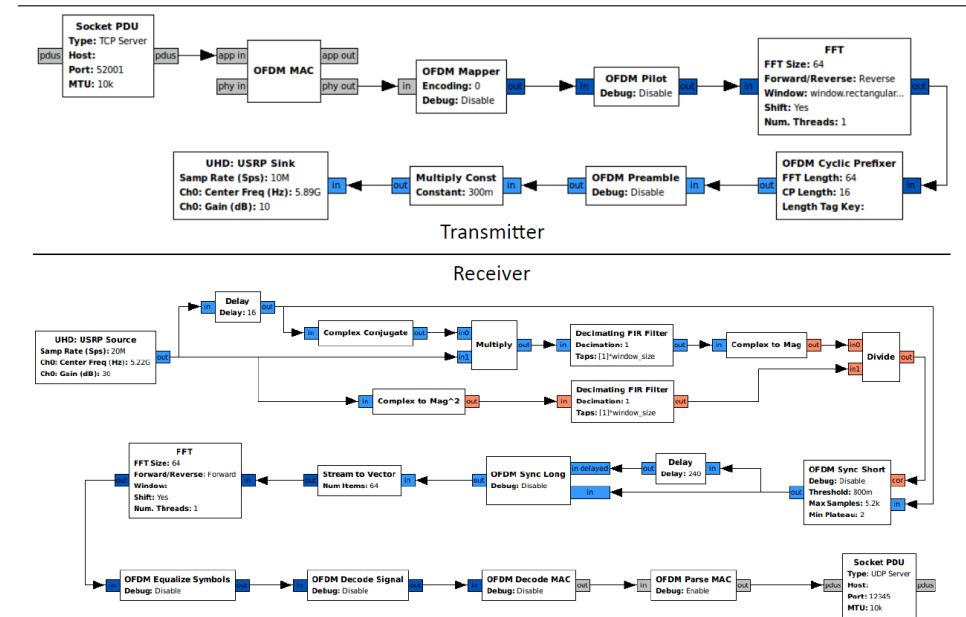 Socket PDU
Type: TCP Server
Host:
Port: 52001
MTU: 10k
pdus
pdus
app in
app out
OFDM MAC
phy in
phy out
in
OFDM Mapper
Encoding: 0
Debug: Disable
out
in
OFDM Pilot
Debug: Disable
out
in
FFT
FFT Size: 64
Forward/Reverse: Reverse
Window: window.rectangular...
Shift: Yes
Num. Threads: 1
out
UHD: USRP Sink
Samp Rate (Sps): 10M
Ch0: Center Freq (Hz): 5.89G
Ch0: Gain (dB): 10
in
out
Multiply Const
Constant: 300m
in
out
OFDM Preamble
Debug: Disable
in
out
OFDM Cyclic Prefixer
FFT Length: 64
CP Length: 16
Length Tag Key:
in
Transmitter
Receiver
in
Delay
Delay: 16
out
UHD: USRP Source
Samp Rate (Sps): 20M
Ch0: Center Freq (Hz): 5.22G
Ch0: Gain (dB): 30
out
in
Complex Conjugate
out
in0
in1
Multiply
out
in
Decimating FIR Filter
Decimation: 1
Taps: [1]*window_size
out
in
Complex to Mag
out
in0
in1
Divide
out
in
Complex to Mag^2
out
in
Decimating FIR Filter
Decimation: 1
Taps: [1]*window_size
out
out
FFT
FFT Size: 64
Forward/Reverse: Forward
Window:
Shift: Yes
Num. Threads: 1
in
out
Stream to Vector
Num Items: 64
in
out
OFDM Sync Long
Debug: Disable
in delayed
in
out
Delay
Delay: 240
in
out
OFDM Sync Short
Debug: Disable
Threshold: 800m
Max Samples: 5.2k
Min Plateau: 2
cor
in
in
OFDM Equalize Symbols
Debug: Disable
out
in
OFDM Decode Signal
Debug: Disable
out
in
OFDM Decode MAC
Debug: Disable
out
in
OFDM Parse MAC
Debug: Enable
out
pdus
Socket PDU
Type: UDP Server
Host:
Port: 12345
MTU: 10k
pdus